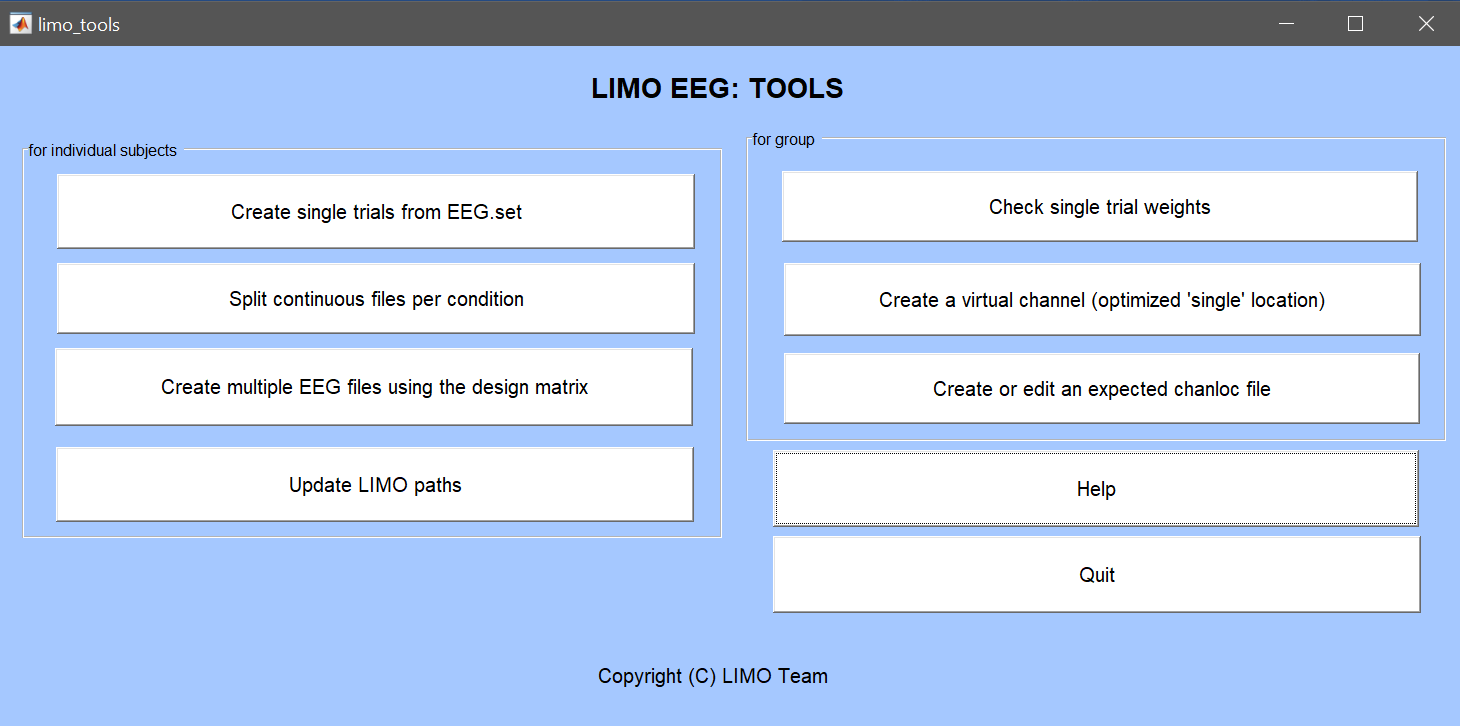 limo_tools
LIMO EEG: TOOLS
for individual subjects
Create single trials from EEG.set
Split continuous files per condition
Create multiple EEG files using the design matrix
Update LIMO paths
for group
Check single trial weights
Create a virtual channel (optimized 'single' location)
Create or edit an expected chanloc file
Help
Quit
Copyright (C) LIMO Team